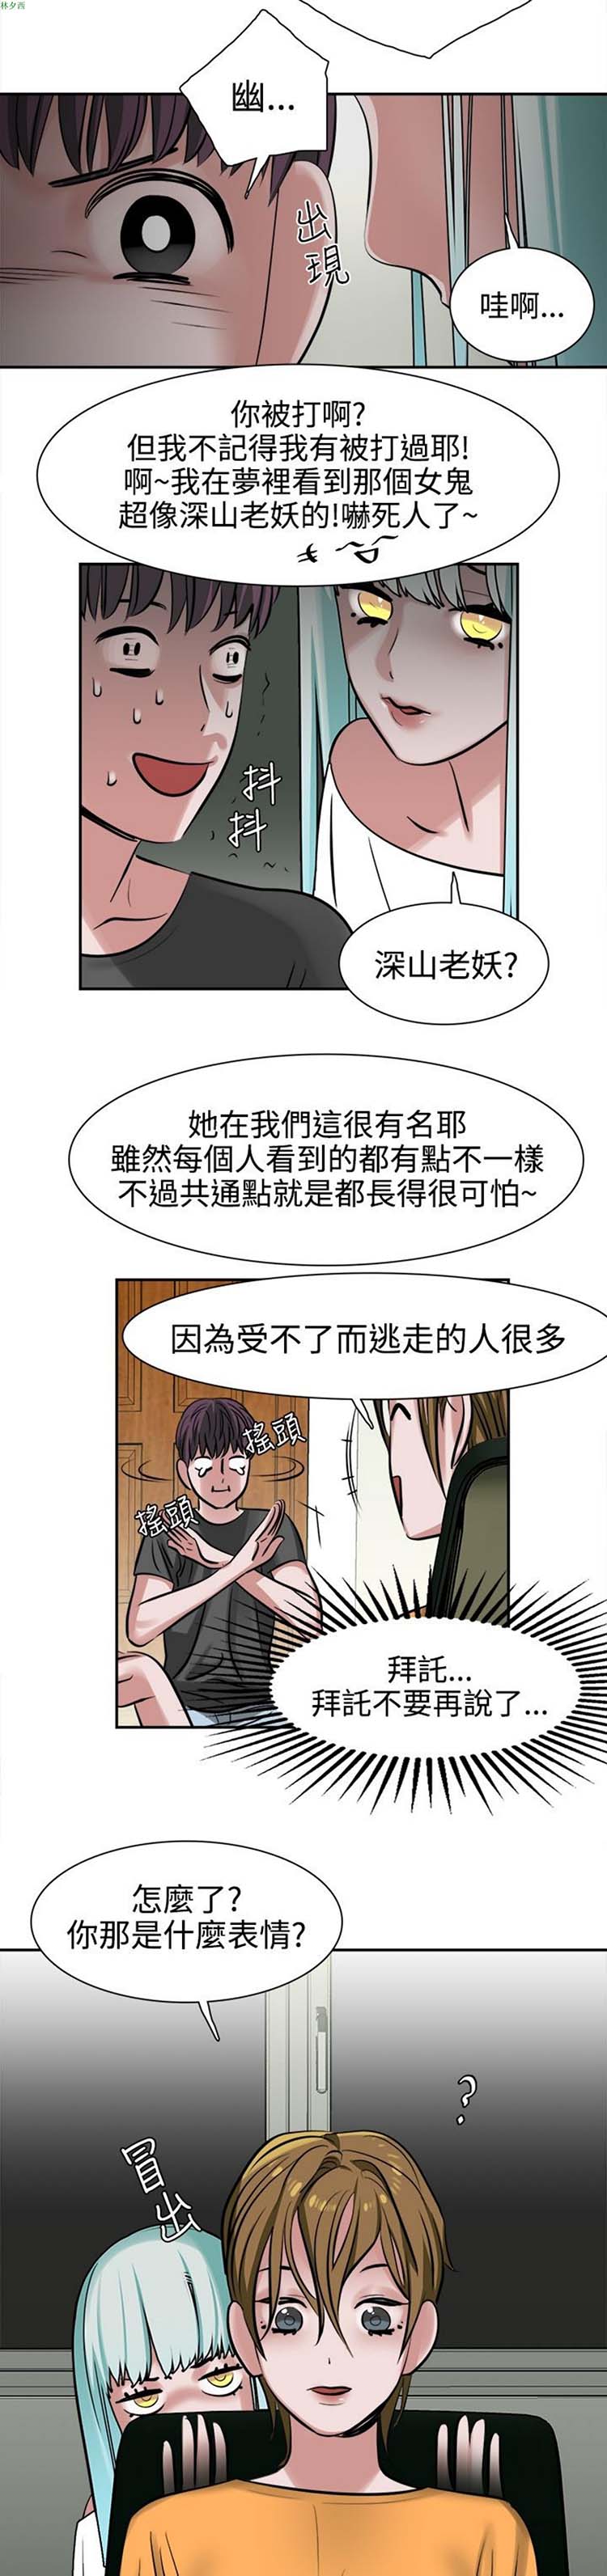 林夕西
幽...
出現
哇啊...
你被打啊?
但我不記得我有被打過耶!
啊~我在夢裡看到那個女鬼
超像深山老妖的!嚇死人了~
抖
抖
深山老妖?
她在我們這很有名耶
雖然每個人看到的都有點不一樣
不過共通點就是都長得很可怕~
因為受不了而逃走的人很多
搖頭
搖頭
拜託...
拜託不要再說了...
怎麼了?
你那是什麼表情?
?
冒出